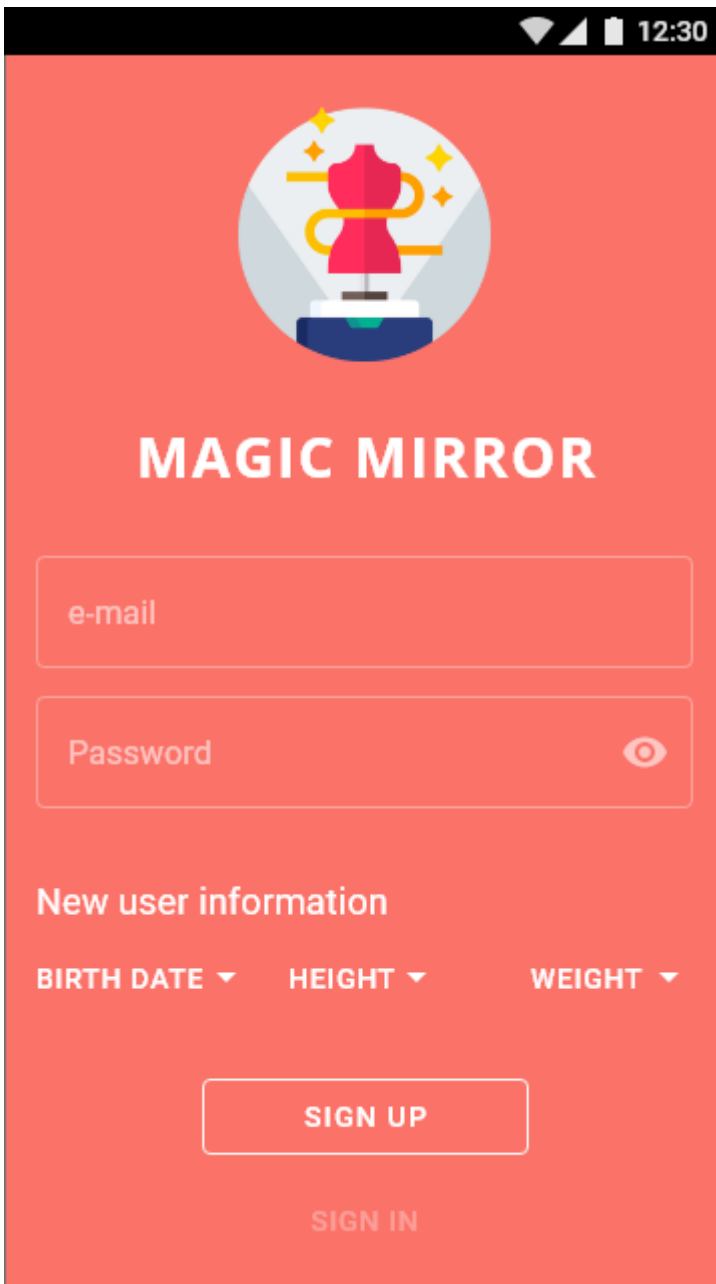 12:30
MAGIC MIRROR
e-mail
Password
New user information
BIRTH DATE HEIGHT WEIGHT
SIGN UP
SIGN IN